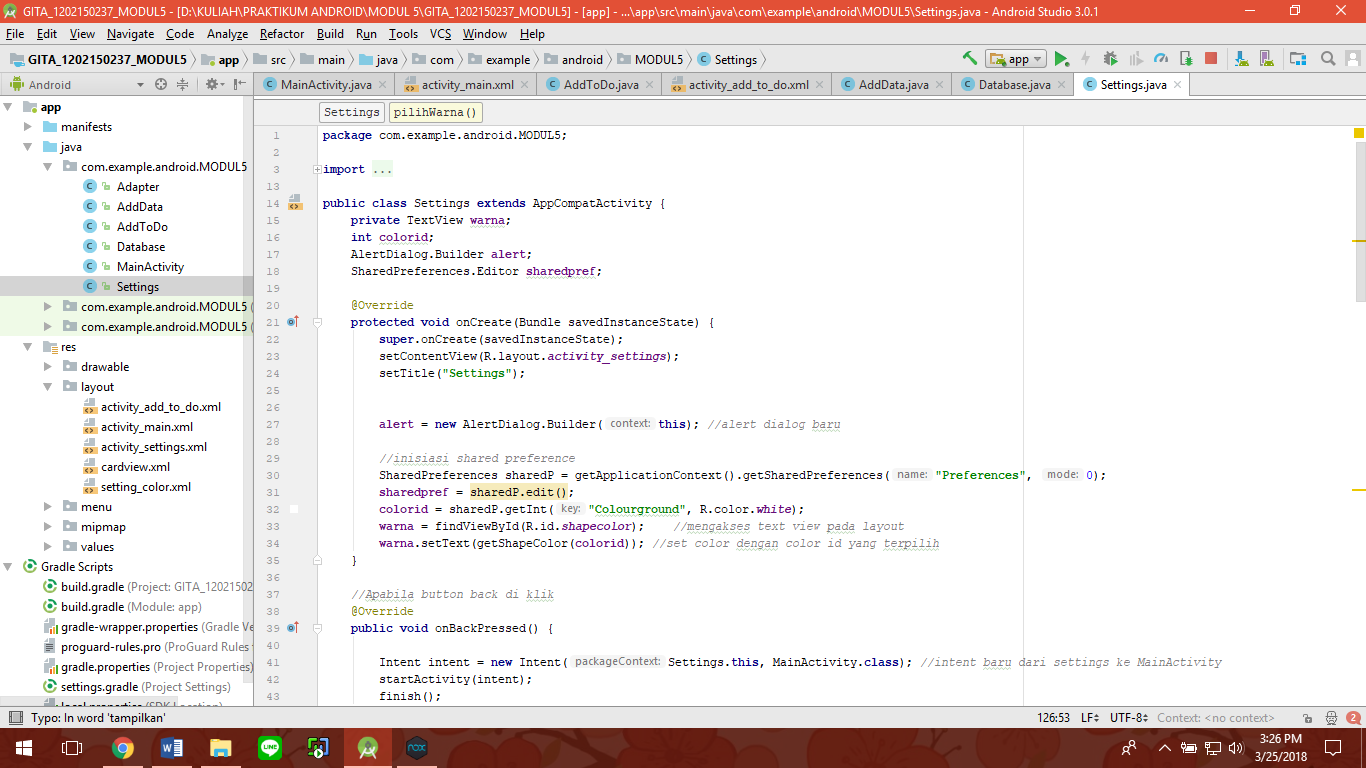 GITA_1202150237_MODUL5 - [D:\KULIAH\PRAKTIKUM ANDROID\MODUL 5\GITA_1202150237_MODUL5] - [app] - ...\app\src\main\java\com\example\android\MODUL5\Settings.java - Android Studio 3.0.1
File Edit View Navigate Code Analyze Refactor Build Run Tools VCS Window Help
GITA_1202150237_MODUL5 app src main java com example android MODUL5 Settings app
Android MainActivity.java activity_main.xml AddToDo.java activity_add_to_do.xml AddData.java Database.java Settings.java
app
manifests
java
com.example.android.MODUL5
Adapter
AddData
AddToDo
Database
MainActivity
Settings
com.example.android.MODUL5 (
com.example.android.MODUL5 (
res
drawable
layout
activity_add_to_do.xml
activity_main.xml
activity_settings.xml
cardview.xml
setting_color.xml
menu
mipmap
values
Gradle Scripts
build.gradle (Project: GITA_1202150
build.gradle (Module: app)
gradle-wrapper.properties (Gradle Ve
proguard-rules.pro (ProGuard Rules
gradle.properties (Project Properties)
settings.gradle (Project Settings)
local.properties (SDK Location)
Settings pilihWarna()
1 package com.example.android.MODUL5;
2
3 import ...
13
14 public class Settings extends AppCompatActivity {
15 private TextView warna;
16 int colorid;
17 AlertDialog.Builder alert;
18 SharedPreferences.Editor sharedpref;
19
20 @Override
21 protected void onCreate(Bundle savedInstanceState) {
22 super.onCreate(savedInstanceState);
23 setContentView(R.layout.activity_settings);
24 setTitle("Settings");
25
26
27 alert = new AlertDialog.Builder( context: this); //alert dialog baru
28
29 //inisiasi shared preference
30 SharedPreferences sharedP = getApplicationContext().getSharedPreferences( name: "Preferences", mode: 0);
31 sharedpref = sharedP.edit();
32 colorid = sharedP.getInt( key: "Colourground", R.color.white);
33 warna = findViewById(R.id.shapecolor); //mengakses text view pada layout
34 warna.setText(getShapeColor(colorid)); //set color dengan color id yang terpilih
35 }
36
37 //Apabila button back di klik
38 @Override
39 public void onBackPressed() {
40
41 Intent intent = new Intent( packageContext: Settings.this, MainActivity.class); //intent baru dari settings ke MainActivity
42 startActivity(intent);
43 finish();
Typo: In word 'tampilkan' 126:53 LF÷ UTF-8÷ Context: <no context> 2
nox 3:26 PM
3/25/2018